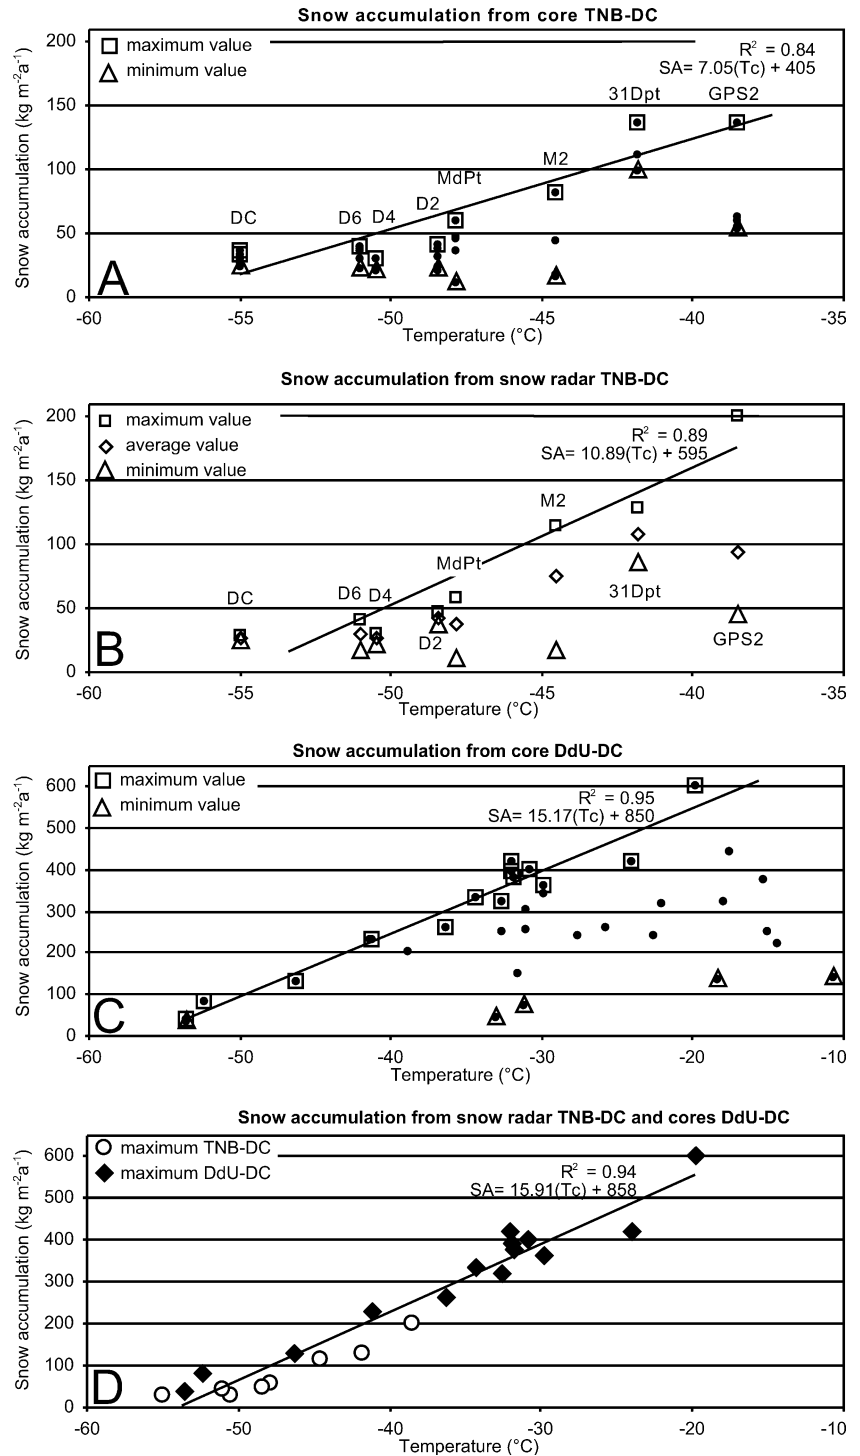 Snow accumulation from core TNB-DC
Snow accumulation (kg m⁻²a⁻¹)
200
150
100
50
0
maximum value
minimum value
R² = 0.84
SA= 7.05(Tc) + 405
31Dpt
GPS2
M2
MdPt
D2
DC
D6
D4
A
-60
-55
-50
-45
-40
-35
Temperature (°C)
Snow accumulation from snow radar TNB-DC
Snow accumulation (kg m⁻²a⁻¹)
200
150
100
50
0
maximum value
average value
minimum value
R² = 0.89
SA= 10.89(Tc) + 595
M2
MdPt
DC
D6
D4
31Dpt
D2
GPS2
B
-60
-55
-50
-45
-40
-35
Temperature (°C)
Snow accumulation from core DdU-DC
Snow accumulation (kg m⁻²a⁻¹)
600
500
400
300
200
100
0
maximum value
minimum value
R² = 0.95
SA= 15.17(Tc) + 850
C
-60
-50
-40
-30
-20
-10
Temperature (°C)
Snow accumulation from snow radar TNB-DC and cores DdU-DC
Snow accumulation (kg m⁻²a⁻¹)
600
500
400
300
200
100
0
maximum TNB-DC
maximum DdU-DC
R² = 0.94
SA= 15.91(Tc) + 858
D
-60
-50
-40
-30
-20
-10
Temperature (°C)